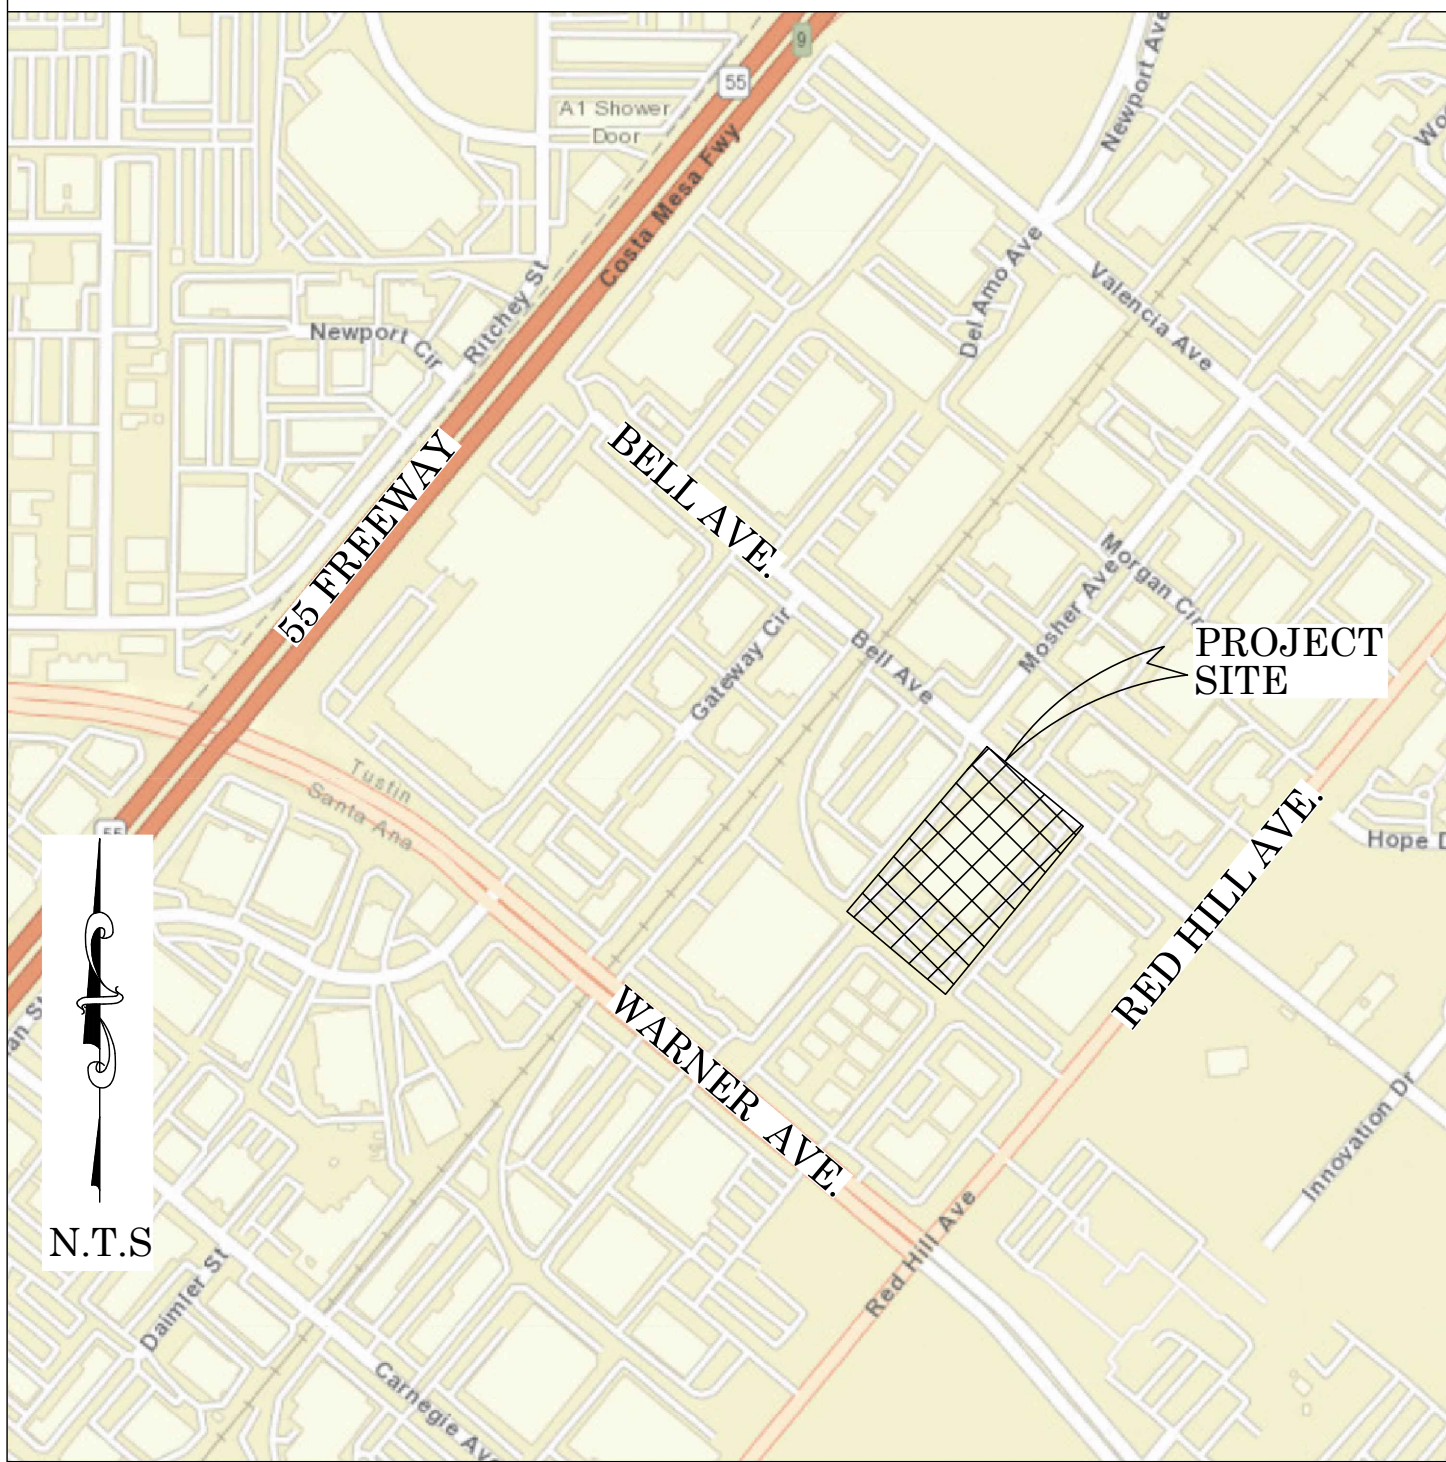 9
55
Newport Ave
A1 Shower
Door
Costa Mesa Fwy
Ritchey St
Newport Cir
Del Amo Ave
Valencia Ave
BELL AVE.
55 FREEWAY
Morgan Cir
Mosher Ave
Gateway Cir
Bell Ave
PROJECT
SITE
Tustin
Santa Ana
RED HILL AVE.
Hope D
55
WARNER AVE.
Innovation Dr
Red Hill Ave
N.T.S
Daimler St
Carnegie Ave